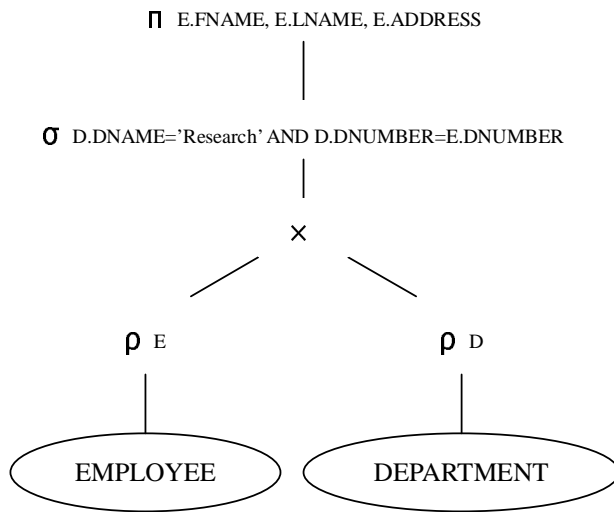 π E.FNAME, E.LNAME, E.ADDRESS
σ D.DNAME='Research' AND D.DNUMBER=E.DNUMBER
×
ρ E
ρ D
EMPLOYEE
DEPARTMENT